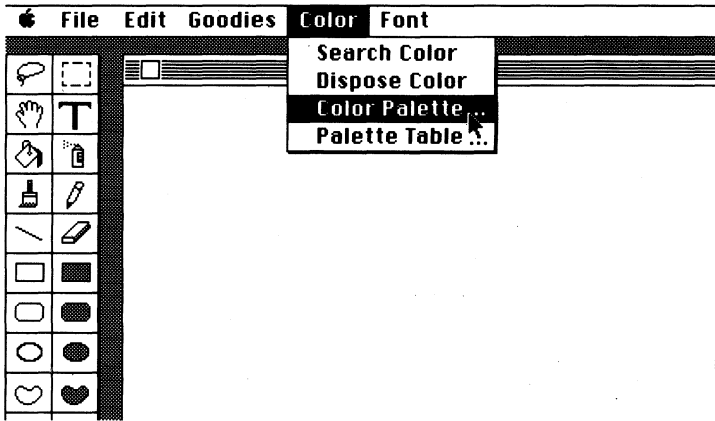 File Edit Goodies Color Font
Search Color
Dispose Color
Color Palette...
Palette Table ...
T